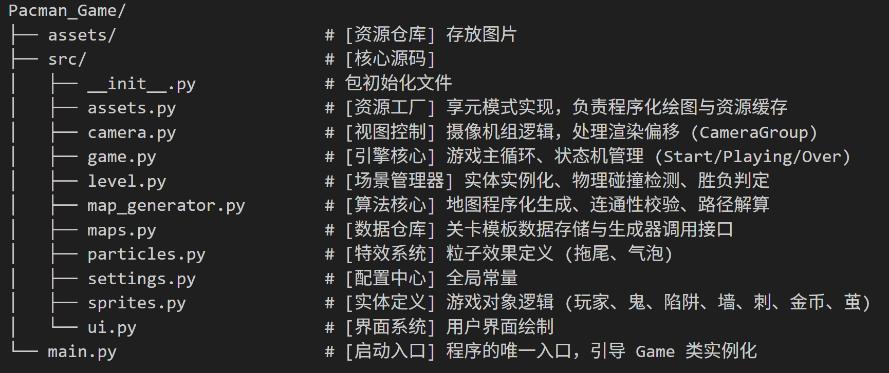 Pacman_Game/
├── assets/                    # [资源仓库] 存放图片
├── src/                       # [核心源码]
│   ├── __init__.py            # 包初始化文件
│   ├── assets.py              # [资源工厂] 享元模式实现，负责程序化绘图与资源缓存
│   ├── camera.py              # [视图控制] 摄像机组逻辑，处理渲染偏移 (CameraGroup)
│   ├── game.py                # [引擎核心] 游戏主循环、状态机管理 (Start/Playing/Over)
│   ├── level.py               # [场景管理器] 实体实例化、物理碰撞检测、胜负判定
│   ├── map_generator.py       # [算法核心] 地图程序化生成、连通性校验、路径解算
│   ├── maps.py                # [数据仓库] 关卡模板数据存储与生成器调用接口
│   ├── particles.py           # [特效系统] 粒子效果定义 (拖尾、气泡)
│   ├── settings.py            # [配置中心] 全局常量
│   ├── sprites.py             # [实体定义] 游戏对象逻辑 (玩家、鬼、陷阱、墙、刺、金币、茧)
│   └── ui.py                  # [界面系统] 用户界面绘制
└── main.py                    # [启动入口] 程序的唯一入口，引导 Game 类实例化